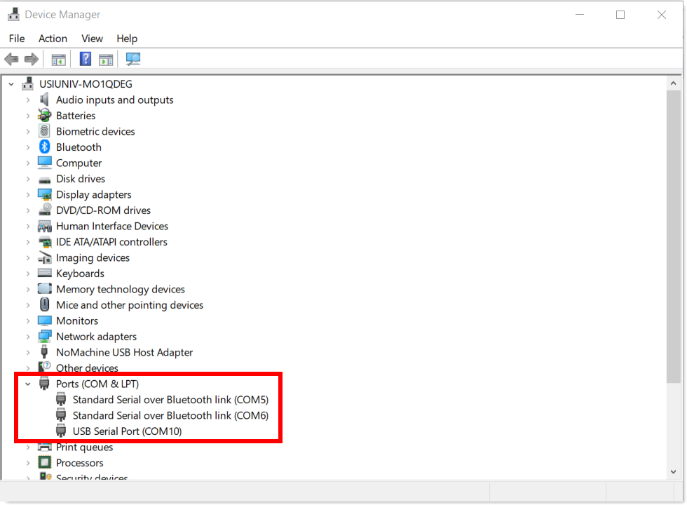 Device Manager
File Action View Help
USIUNIV-MO1QDEG
Audio inputs and outputs
Batteries
Biometric devices
Bluetooth
Computer
Disk drives
Display adapters
DVD/CD-ROM drives
Human Interface Devices
IDE ATA/ATAPI controllers
Imaging devices
Keyboards
Memory technology devices
Mice and other pointing devices
Monitors
Network adapters
NoMachine USB Host Adapter
Other devices
Ports (COM & LPT)
Standard Serial over Bluetooth link (COM5)
Standard Serial over Bluetooth link (COM6)
USB Serial Port (COM10)
Print queues
Processors
Security devices